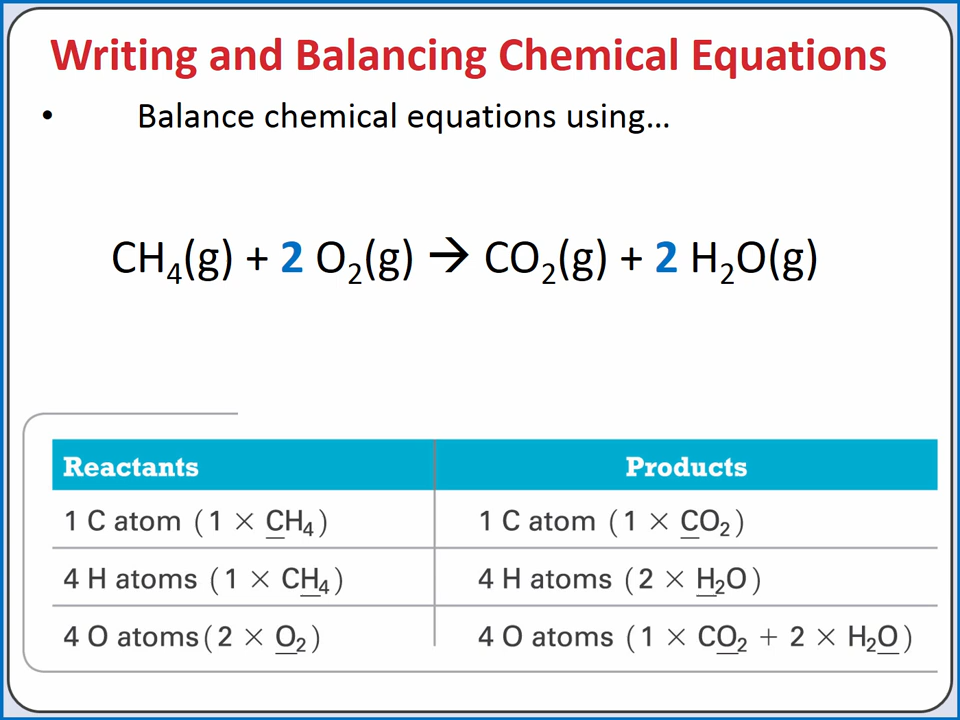 Writing and Balancing Chemical Equations
• Balance chemical equations using...
CH₄(g) + 2 O₂(g) → CO₂(g) + 2 H₂O(g)
Reactants Products
1 C atom (1 × CH₄) 1 C atom (1 × CO₂)
4 H atoms (1 × CH₄) 4 H atoms (2 × H₂O)
4 O atoms (2 × O₂) 4 O atoms (1 × CO₂ + 2 × H₂O)